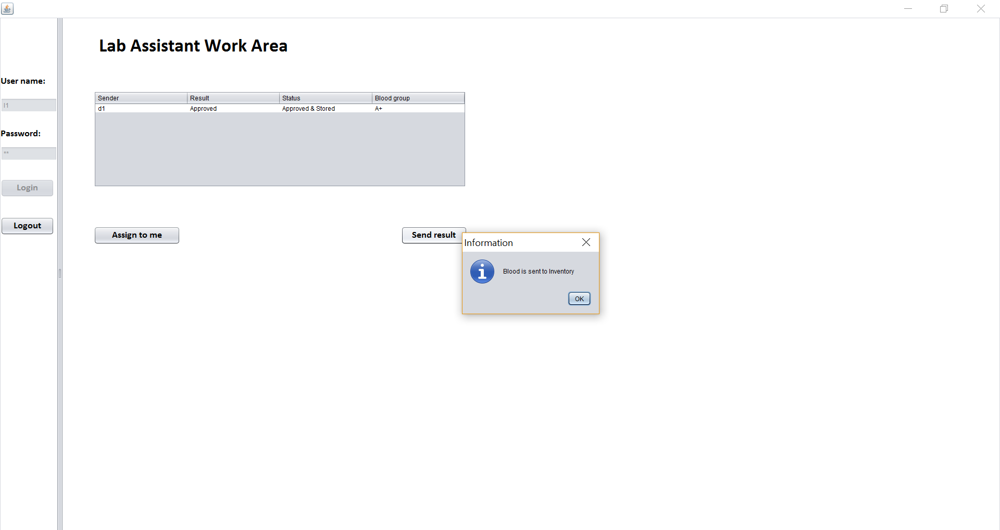 Lab Assistant Work Area
User name:
l1
Password:
**
Login
Logout
Sender Result Status Blood group
d1 Approved Approved & Stored A+
Assign to me
Send result
Information
Blood is sent to Inventory
OK